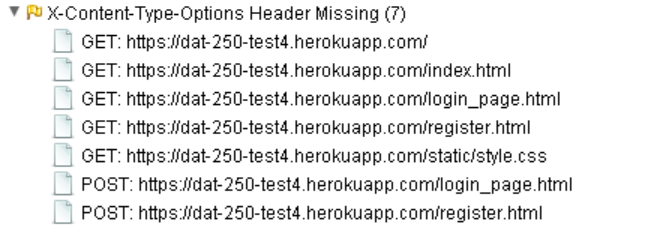 X-Content-Type-Options Header Missing (7)
GET: https://dat-250-test4.herokuapp.com/
GET: https://dat-250-test4.herokuapp.com/index.html
GET: https://dat-250-test4.herokuapp.com/login_page.html
GET: https://dat-250-test4.herokuapp.com/register.html
GET: https://dat-250-test4.herokuapp.com/static/style.css
POST: https://dat-250-test4.herokuapp.com/login_page.html
POST: https://dat-250-test4.herokuapp.com/register.html